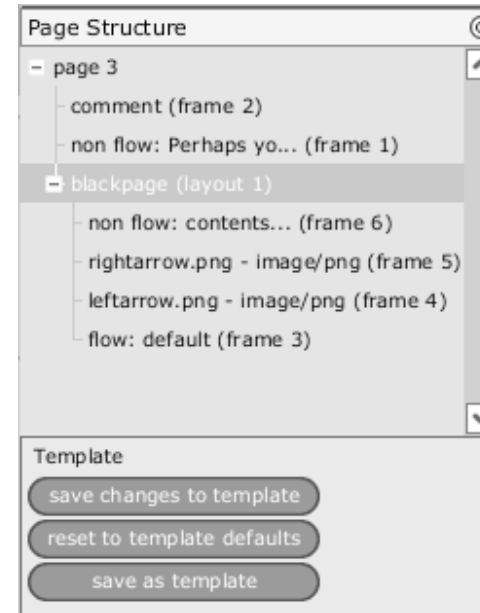 Page Structure
page 3
comment (frame 2)
non flow: Perhaps yo... (frame 1)
blackpage (layout 1)
non flow: contents... (frame 6)
rightarrow.png - image/png (frame 5)
leftarrow.png - image/png (frame 4)
flow: default (frame 3)
Template
save changes to template
reset to template defaults
save as template